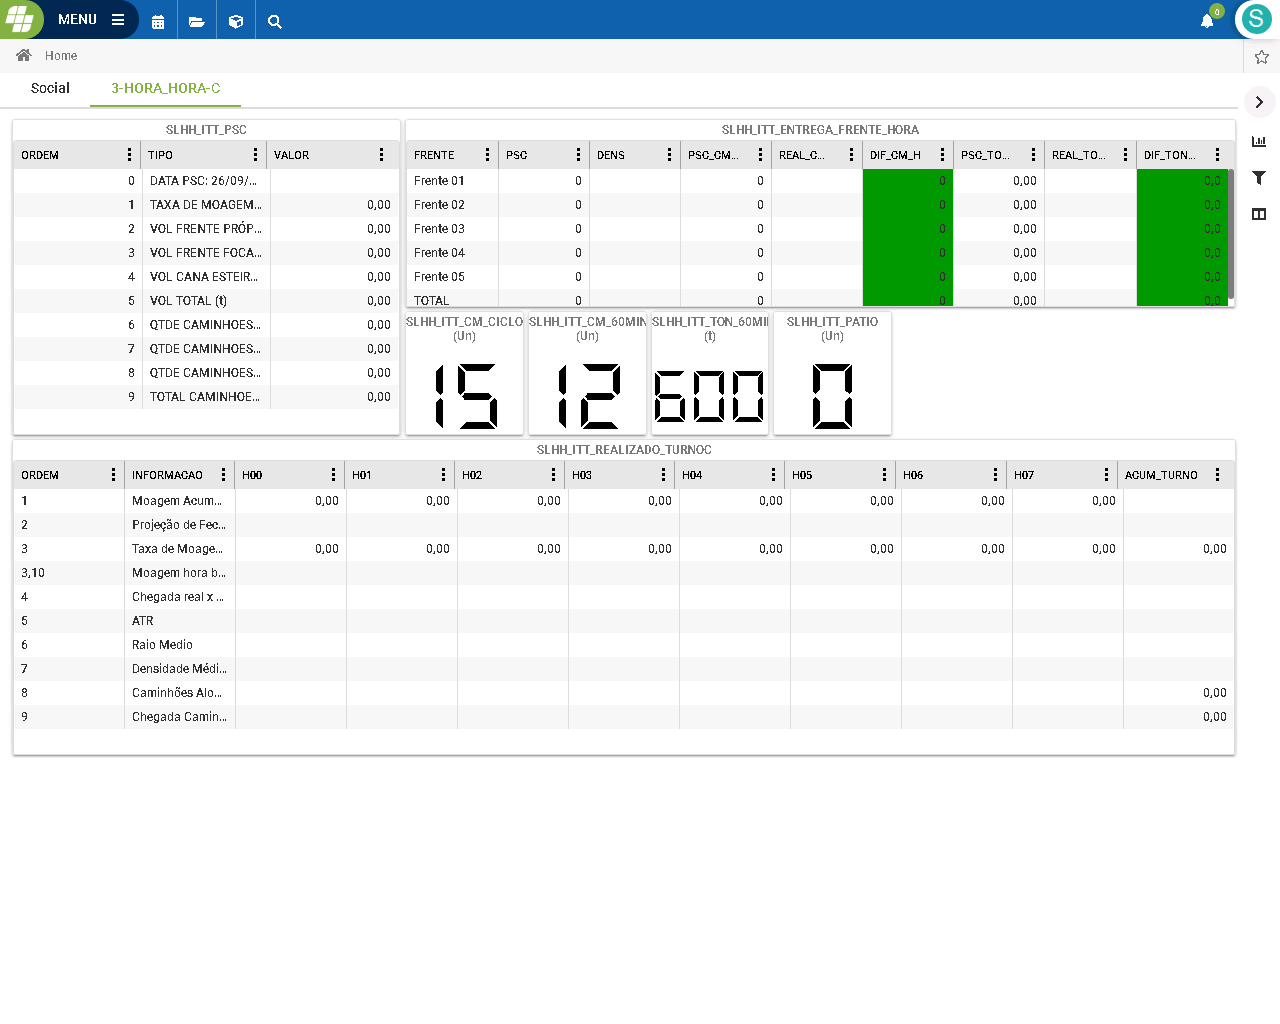 MENU
0
S
Home
Social
3-HORA_HORA-C
SLHH_ITT_PSC
ORDEM TIPO VALOR
0 DATA PSC: 26/09/...
1 TAXA DE MOAGEM... 0,00
2 VOL FRENTE PRÓP... 0,00
3 VOL FRENTE FOCA... 0,00
4 VOL CANA ESTEIR... 0,00
5 VOL TOTAL (t) 0,00
6 QTDE CAMINHOES... 0,00
7 QTDE CAMINHOES... 0,00
8 QTDE CAMINHOES... 0,00
9 TOTAL CAMINHOE... 0,00
SLHH_ITT_ENTREGA_FRENTE_HORA
FRENTE PSC DENS PSC_CM... REAL_C... DIF_CM_H PSC_TO... REAL_TO... DIF_TON...
Frente 01 0 0 0 0,00 0,0
Frente 02 0 0 0 0,00 0,0
Frente 03 0 0 0 0,00 0,0
Frente 04 0 0 0 0,00 0,0
Frente 05 0 0 0 0,00 0,0
TOTAL 0 0 0 0,00 0,0
SLHH_ITT_CM_CICLO
(Un)
15
SLHH_ITT_CM_60MIN
(Un)
12
SLHH_ITT_TON_60MI
(t)
600
SLHH_ITT_PATIO
(Un)
0
SLHH_ITT_REALIZADO_TURNOC
ORDEM INFORMACAO H00 H01 H02 H03 H04 H05 H06 H07 ACUM_TURNO
1 Moagem Acum... 0,00 0,00 0,00 0,00 0,00 0,00 0,00 0,00
2 Projeção de Fec...
3 Taxa de Moage... 0,00 0,00 0,00 0,00 0,00 0,00 0,00 0,00 0,00
3,10 Moagem hora b...
4 Chegada real x ...
5 ATR
6 Raio Medio
7 Densidade Médi...
8 Caminhões Alo... 0,00
9 Chegada Camin... 0,00